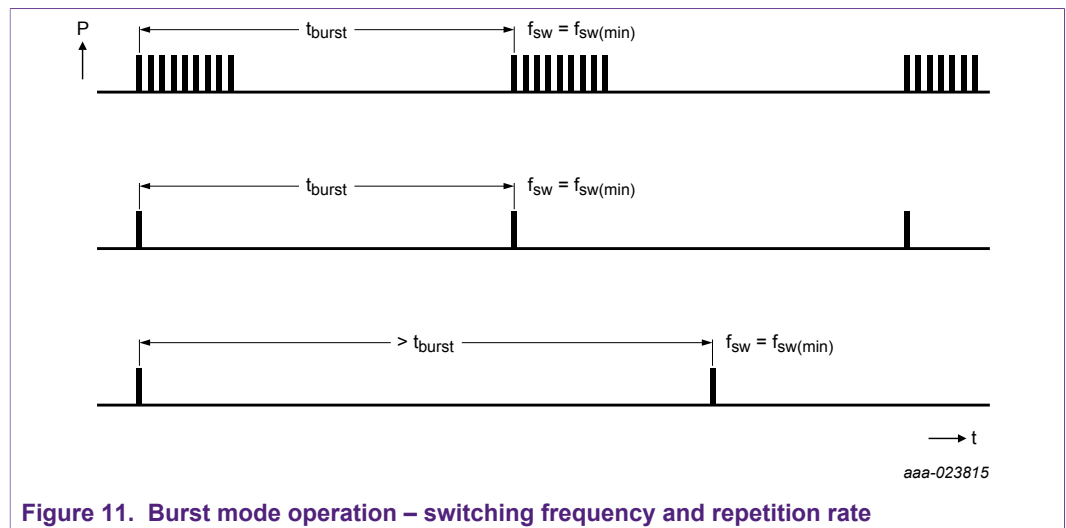 P
tburst
fsw = fsw(min)
tburst
fsw = fsw(min)
> tburst
fsw = fsw(min)
t
aaa-023815
Figure 11. Burst mode operation – switching frequency and repetition rate